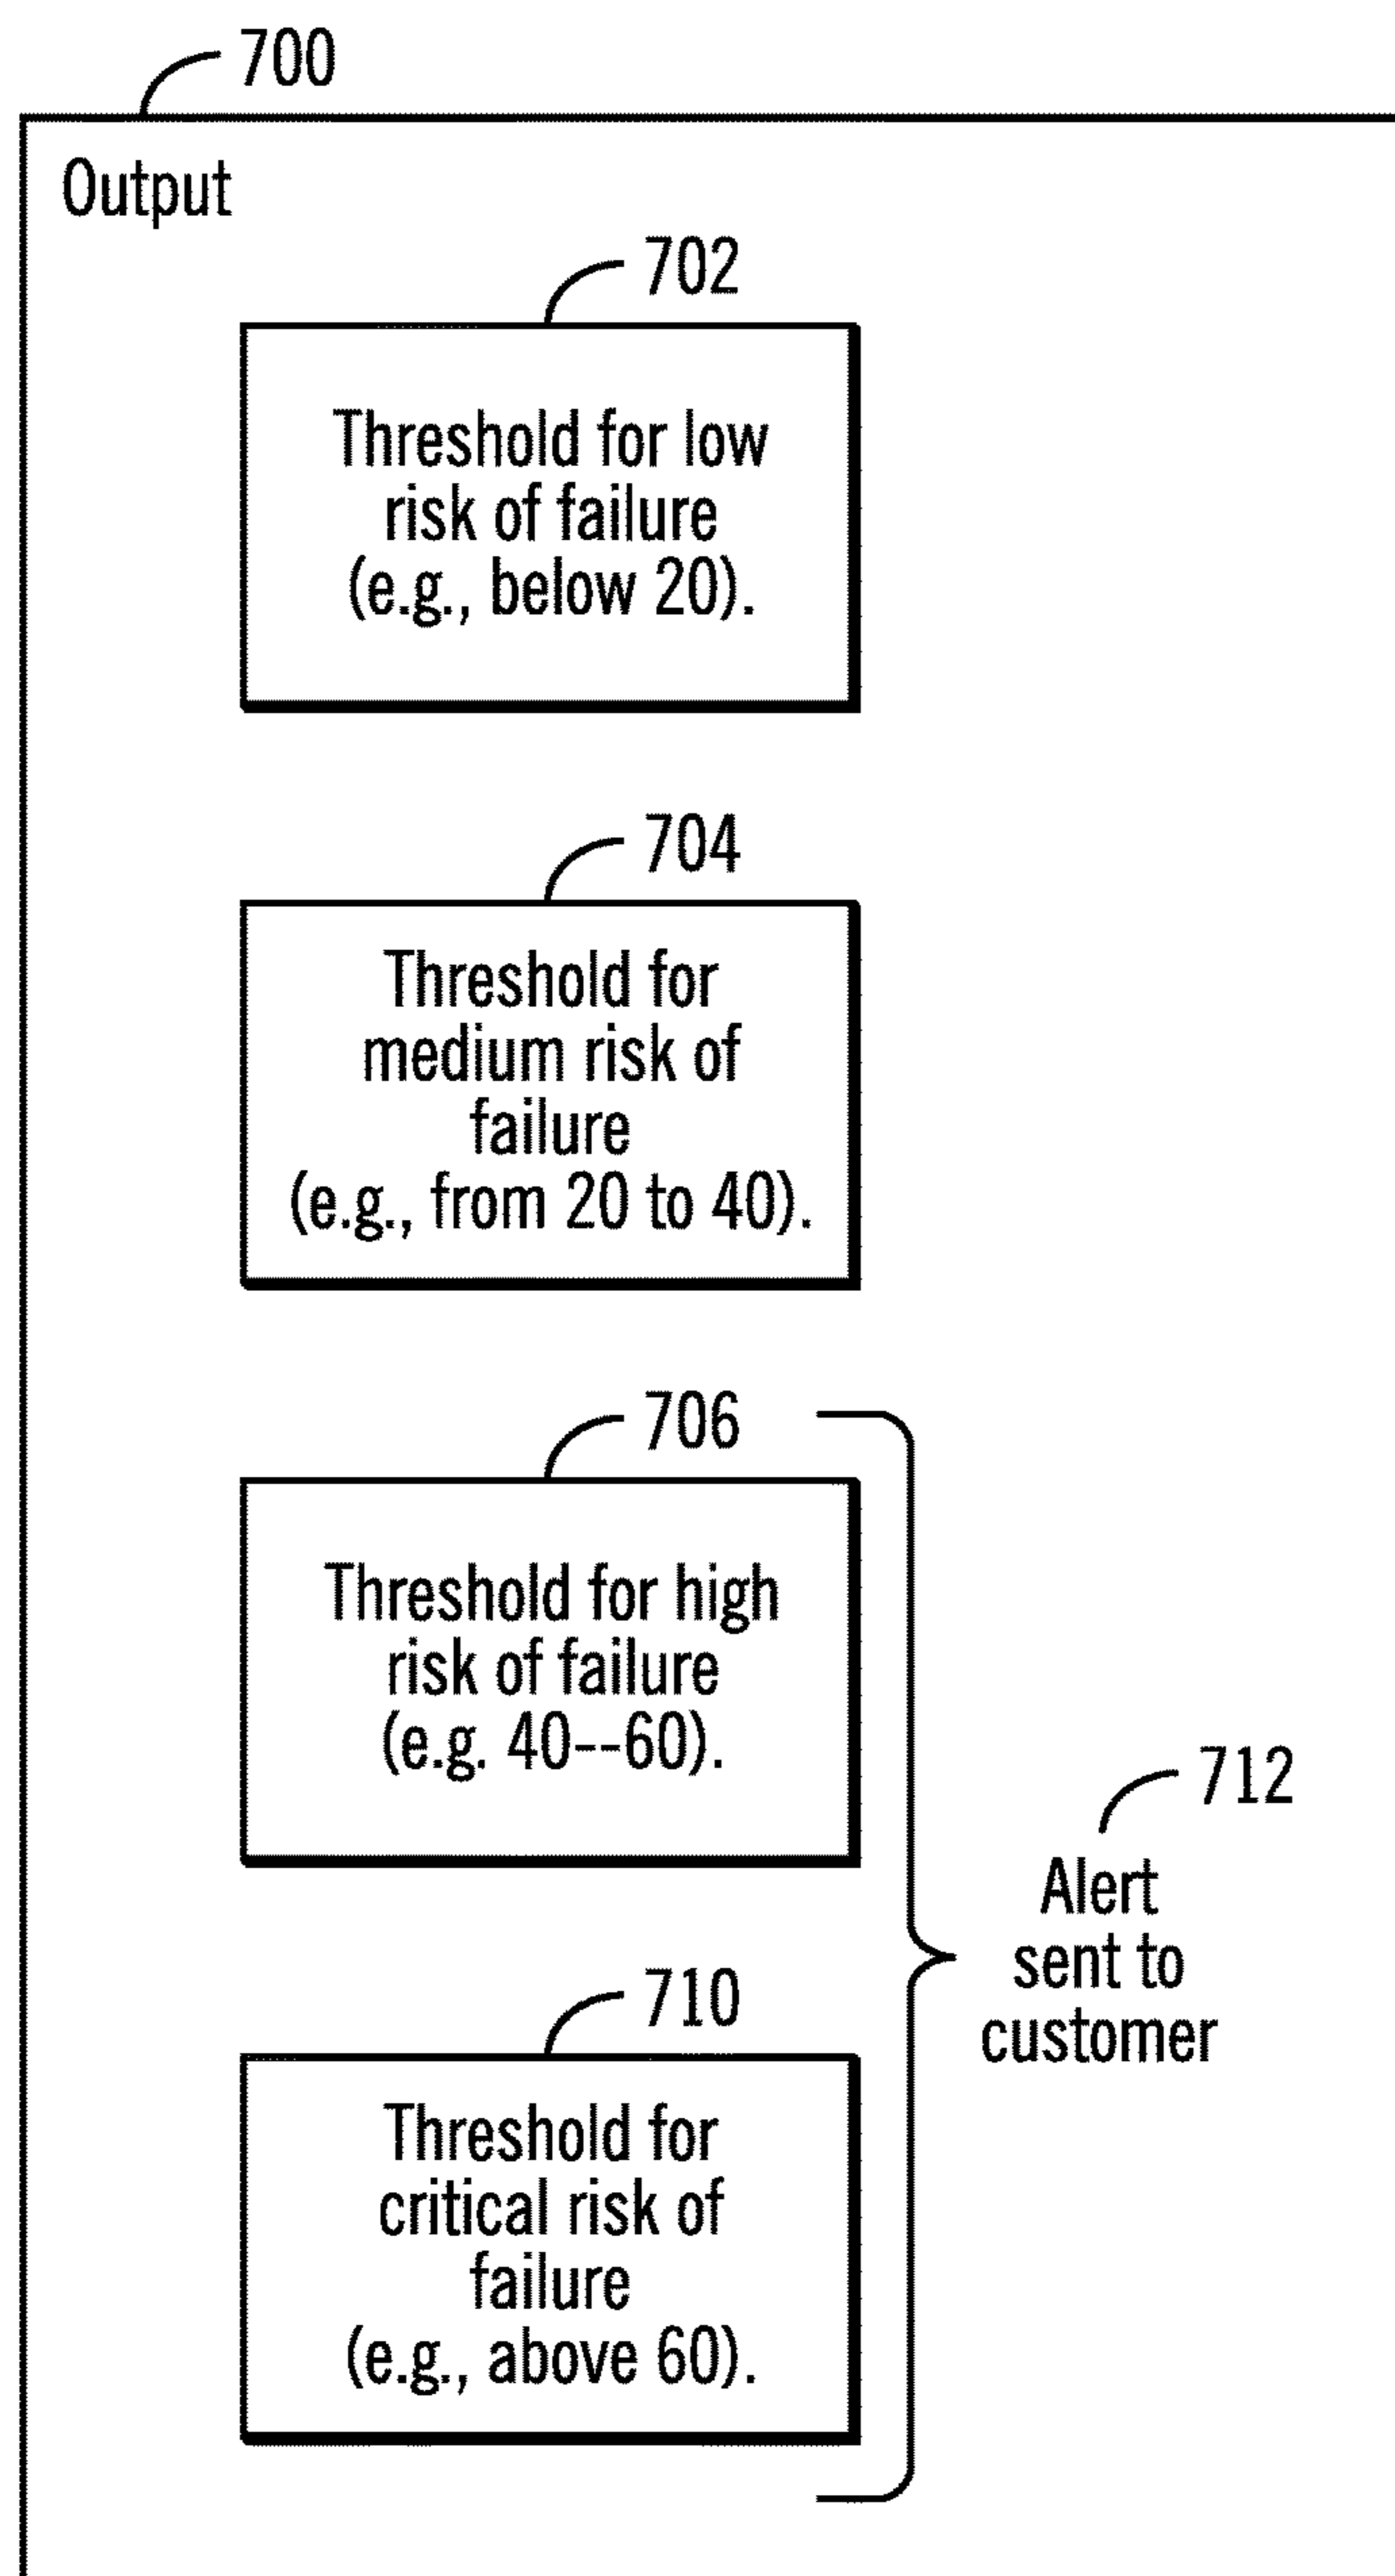 700
Output
702
Threshold for low
risk of failure
(e.g., below 20).
704
Threshold for
medium risk of
failure
(e.g., from 20 to 40).
706
Threshold for high
risk of failure
(e.g. 40--60).
712
Alert
sent to
customer
710
Threshold for
critical risk of
failure
(e.g., above 60).